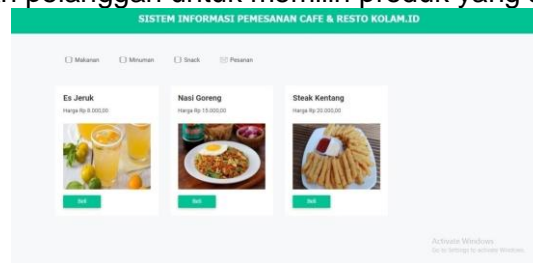 pelanggan untuk memilih produk yang
SISTEM INFORMASI PEMESANAN CAFE & RESTO KOLAM.ID
Makanan Minuman Snack Pesanan
Es Jeruk Nasi Goreng Steak Kentang
Harga Rp 8.000,00 Harga Rp 15.000,00 Harga Rp 20.000,00
Beli Beli Beli
Activate Windows
Go to Settings to activate Windows.